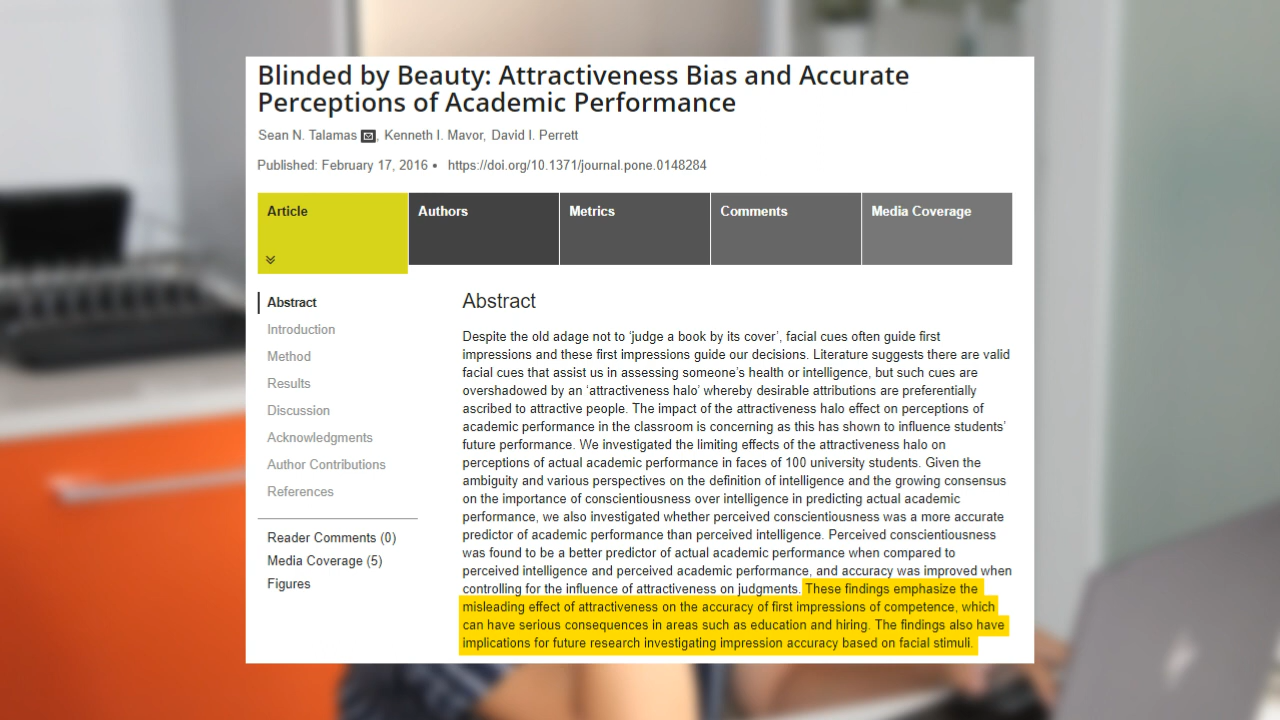 Blinded by Beauty: Attractiveness Bias and Accurate
Perceptions of Academic Performance
Sean N. Talamas , Kenneth I. Mavor, David I. Perrett
Published: February 17, 2016 • https://doi.org/10.1371/journal.pone.0148284
Article
Authors
Metrics
Comments
Media Coverage
Abstract
Introduction
Method
Results
Discussion
Acknowledgments
Author Contributions
References
Reader Comments (0)
Media Coverage (5)
Figures
Abstract
Despite the old adage not to ‘judge a book by its cover’, facial cues often guide first
impressions and these first impressions guide our decisions. Literature suggests there are valid
facial cues that assist us in assessing someone’s health or intelligence, but such cues are
overshadowed by an ‘attractiveness halo’ whereby desirable attributions are preferentially
ascribed to attractive people. The impact of the attractiveness halo effect on perceptions of
academic performance in the classroom is concerning as this has shown to influence students’
future performance. We investigated the limiting effects of the attractiveness halo on
perceptions of actual academic performance in faces of 100 university students. Given the
ambiguity and various perspectives on the definition of intelligence and the growing consensus
on the importance of conscientiousness over intelligence in predicting actual academic
performance, we also investigated whether perceived conscientiousness was a more accurate
predictor of academic performance than perceived intelligence. Perceived conscientiousness
was found to be a better predictor of actual academic performance when compared to
perceived intelligence and perceived academic performance, and accuracy was improved when
controlling for the influence of attractiveness on judgments. These findings emphasize the
misleading effect of attractiveness on the accuracy of first impressions of competence, which
can have serious consequences in areas such as education and hiring. The findings also have
implications for future research investigating impression accuracy based on facial stimuli.